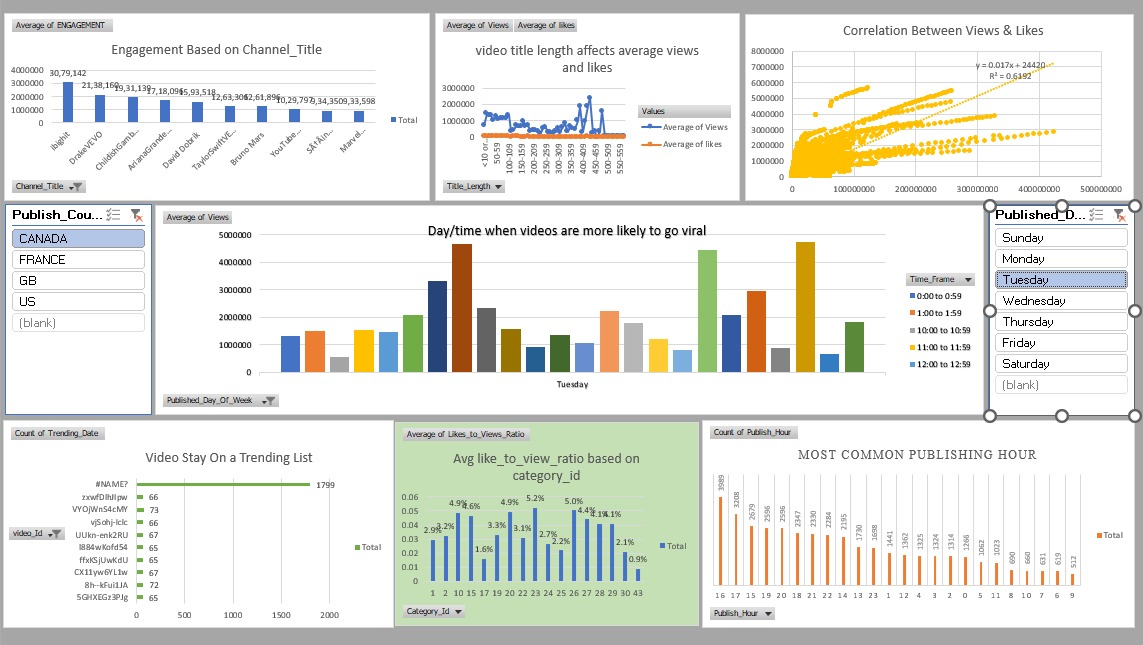 Average of ENGAGEMENT
Engagement Based on Channel_Title
4000000
3000000
2000000
1000000
0
30,79,142
21,38,160
19,31,139
17,18,096
15,93,518
12,63,306
12,61,896
10,29,797
9,34,350
9,33,598
ibighit
DrakeVEVO
ChildishGamb...
ArianaGrande...
David Dobrik
TaylorSwiftVE...
Bruno Mars
YouTube...
Marvel...
Total
Channel_Title
Average of Views
Average of likes
video title length affects average views
and likes
3000000
2000000
1000000
0
<10 or...
50-59
100-109
150-159
200-209
250-259
300-309
350-359
400-409
450-459
500-509
555-559
Values
Average of Views
Average of likes
Title_Length
Correlation Between Views & Likes
8000000
7000000
6000000
5000000
4000000
3000000
2000000
1000000
0
y = 0.017x + 24420
R² = 0.6192
0
100000000
200000000
300000000
400000000
500000000
Publish_Cou...
CANADA
FRANCE
GB
US
(blank)
Average of Views
Day/time when videos are more likely to go viral
5000000
4000000
3000000
2000000
1000000
0
Tuesday
Time_Frame
0:00 to 0:59
1:00 to 1:59
10:00 to 10:59
11:00 to 11:59
12:00 to 12:59
Published_Day_Of_Week
Published_D...
Sunday
Monday
Tuesday
Wednesday
Thursday
Friday
Saturday
(blank)
Count of Trending_Date
Video Stay On a Trending List
#NAME? 1799
zxwfDlhJIpw 66
VYOjWnS4cMY 73
vjSohj-Iclc 66
UUkn-enk2RU 67
l884wKofd54 65
ffxKSjUwKdU 65
CX11yw6YL1w 67
8h--kFui1JA 72
5GHXEGz3PJg 65
0 500 1000 1500 2000
video_Id
Total
Average of Likes_to_Views_Ratio
Avg like_to_view_ratio based on
category_id
0.06
0.05
0.04
0.03
0.02
0.01
0
2.9% 3.2% 4.9% 4.6% 1.6% 3.3% 4.9% 3.1% 5.2% 2.7% 2.2% 5.0% 4.4% 4.1% 4.1% 2.1% 0.9%
1 2 10 15 17 19 20 22 23 24 25 26 27 28 29 30 43
Total
Category_Id
Count of Publish_Hour
MOST COMMON PUBLISHING HOUR
3989 3208 2679 2596 2596 2347 2330 2284 2195 1730 1698 1441 1362 1325 1324 1314 1266 1062 1023 690 660 631 619 512
16 17 15 19 20 18 21 22 14 13 23 1 12 4 3 2 0 5 11 8 10 7 6 9
Total
Publish_Hour